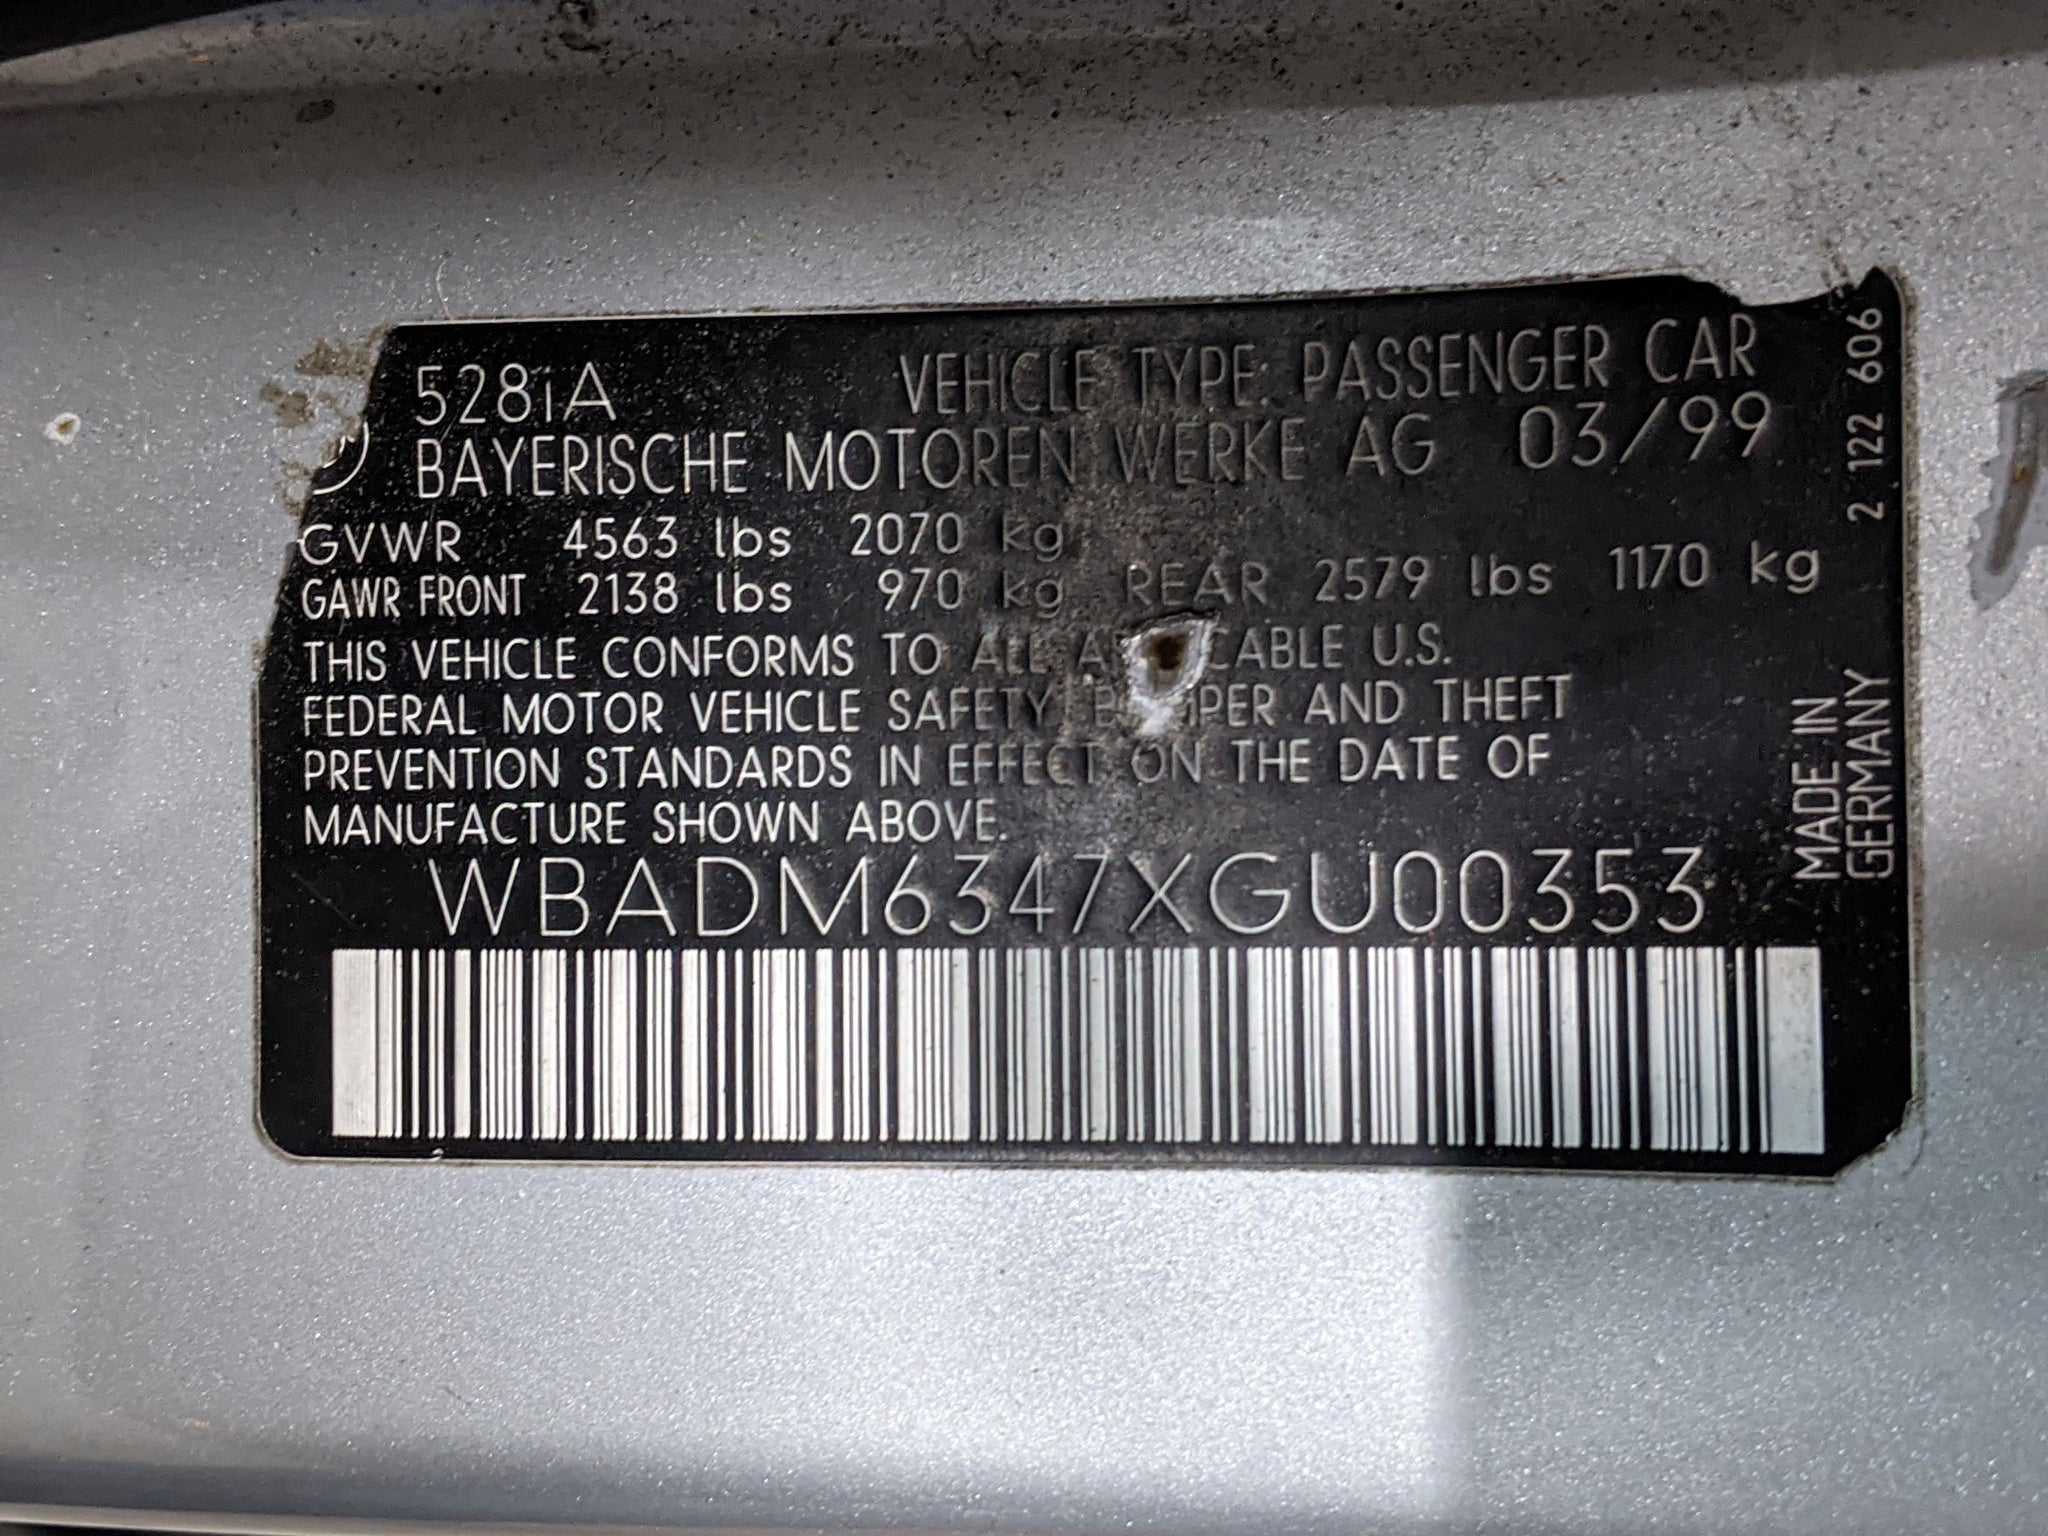 528iA VEHICLE TYPE: PASSENGER CAR
BAYERISCHE MOTOREN WERKE AG 03/99
GVWR 4563 lbs 2070 kg
GAWR FRONT 2138 lbs 970 kg REAR 2579 lbs 1170 kg
THIS VEHICLE CONFORMS TO ALL U.S.
FEDERAL MOTOR VEHICLE SAFETY AND THEFT
PREVENTION STANDARDS IN EFFECT ON THE DATE OF
MANUFACTURE SHOWN ABOVE.
WBADM6347XGU00353
2 122 606
MADE IN
GERMANY